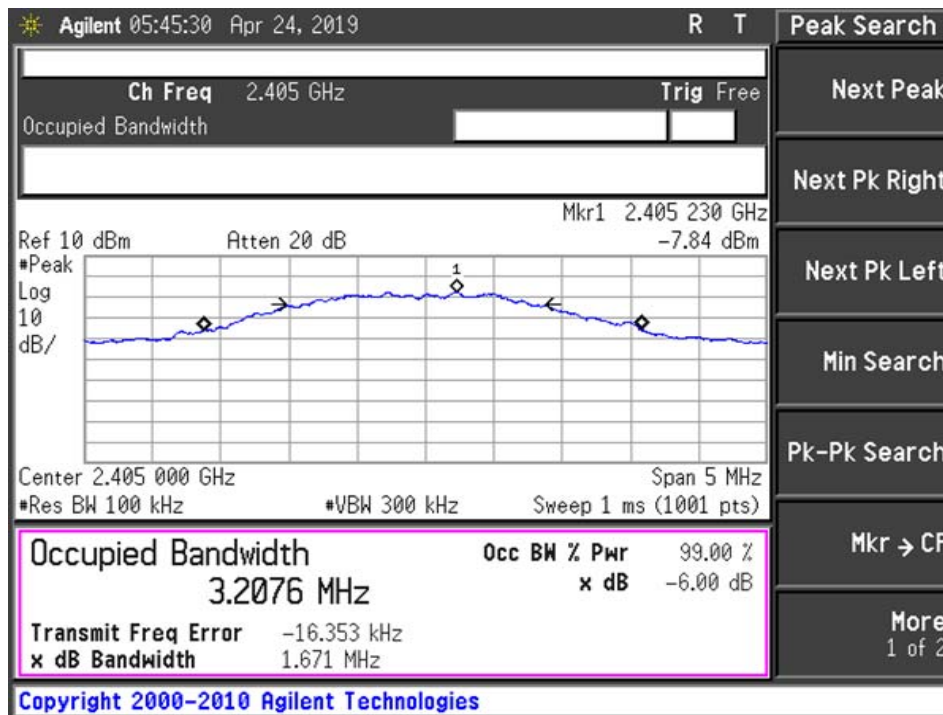 Agilent 05:45:30 Apr 24, 2019 R T
Peak Search
Ch Freq 2.405 GHz Trig Free
Occupied Bandwidth
Next Peak
Next Pk Right
Mkr1 2.405 230 GHz
Ref 10 dBm Atten 20 dB -7.84 dBm
#Peak
Log
10
dB/
1
Next Pk Left
Min Search
Pk-Pk Search
Center 2.405 000 GHz Span 5 MHz
#Res BW 100 kHz #VBW 300 kHz Sweep 1 ms (1001 pts)
Occupied Bandwidth Occ BW % Pwr 99.00 %
3.2076 MHz x dB -6.00 dB
Transmit Freq Error -16.353 kHz
x dB Bandwidth 1.671 MHz
Mkr → CF
More
1 of 2
Copyright 2000-2010 Agilent Technologies